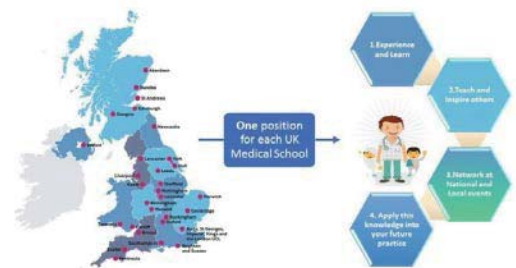 Aberdeen
Dundee
St Andrews
Edinburgh
Glasgow
Newcastle
Belfast
Lancaster
York
Hull
Leeds
Liverpool
Keele
Sheffield
Nottingham
Leicester
Birmingham
Warwick
Norwich
Cambridge
Buckingham
Oxford
Swansea
Cardiff
Bristol
Southampton
Exeter
Peninsula
Brighton
and Sussex
One position
for each UK
Medical School
1.Experience
and Learn
2.Teach and
inspire others
3.Network at
National and
Local events
4. Apply this
knowledge into
your future
practice